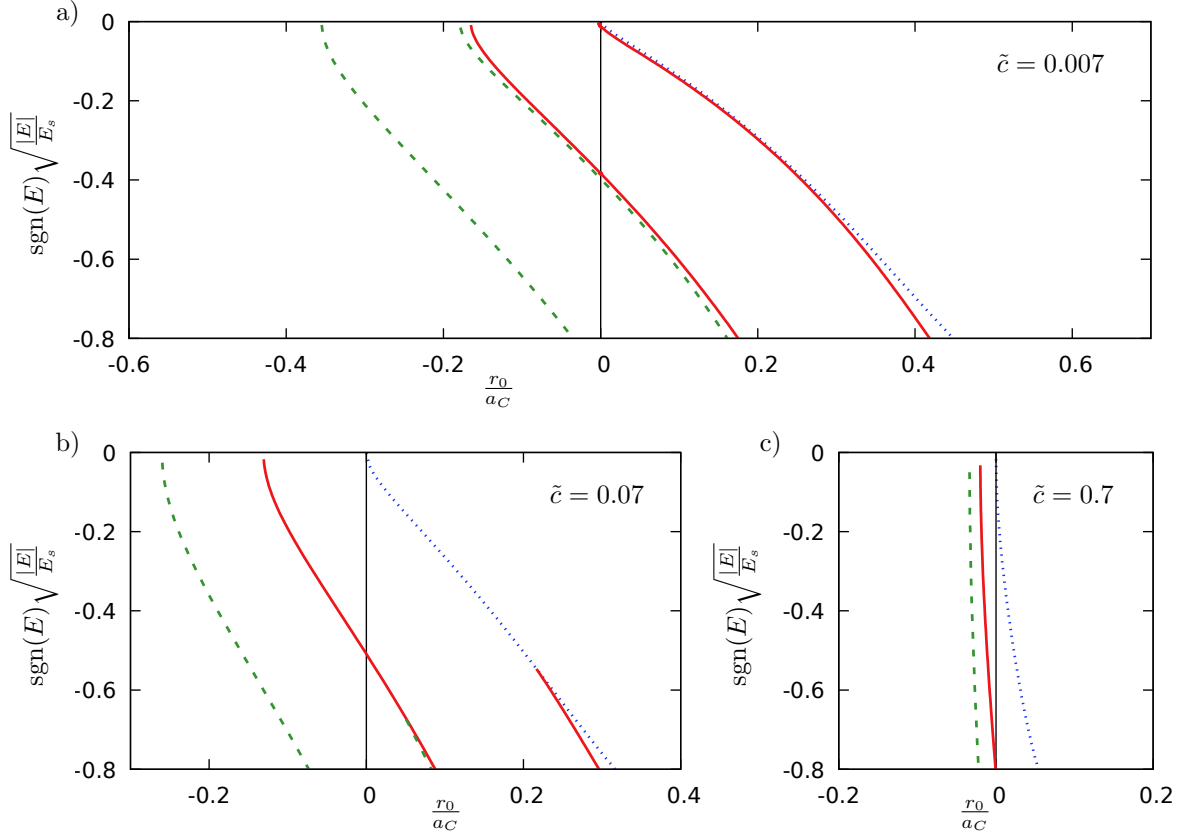 a)
0
-0.2
-0.4
-0.6
-0.8
sgn(E)√(|E|/E_s)
c̃ = 0.007
-0.6 -0.4 -0.2 0 0.2 0.4 0.6
r_0/a_C
b)
0
-0.2
-0.4
-0.6
-0.8
sgn(E)√(|E|/E_s)
c̃ = 0.07
-0.2 0 0.2 0.4
r_0/a_C
c)
0
-0.2
-0.4
-0.6
-0.8
sgn(E)√(|E|/E_s)
c̃ = 0.7
-0.2 0 0.2
r_0/a_C